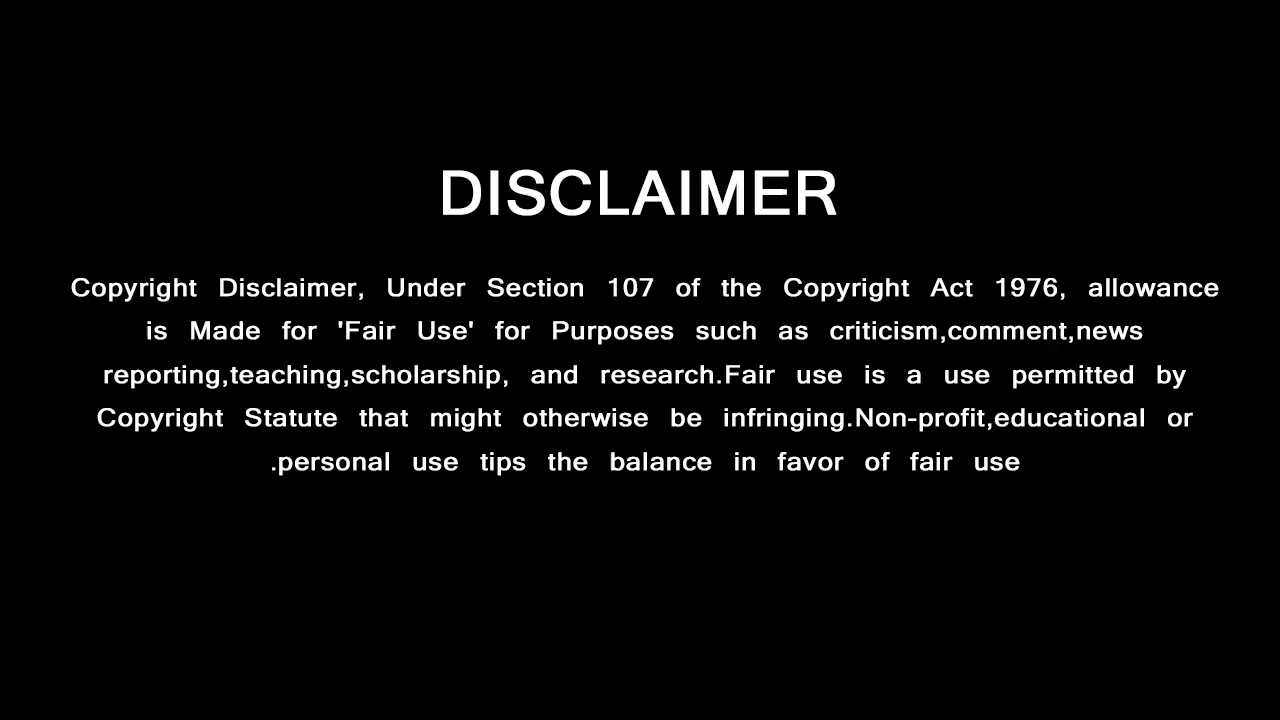 DISCLAIMER
Copyright Disclaimer, Under Section 107 of the Copyright Act 1976, allowance
is Made for 'Fair Use' for Purposes such as criticism,comment,news
reporting,teaching,scholarship, and research.Fair use is a use permitted by
Copyright Statute that might otherwise be infringing.Non-profit,educational or
.personal use tips the balance in favor of fair use